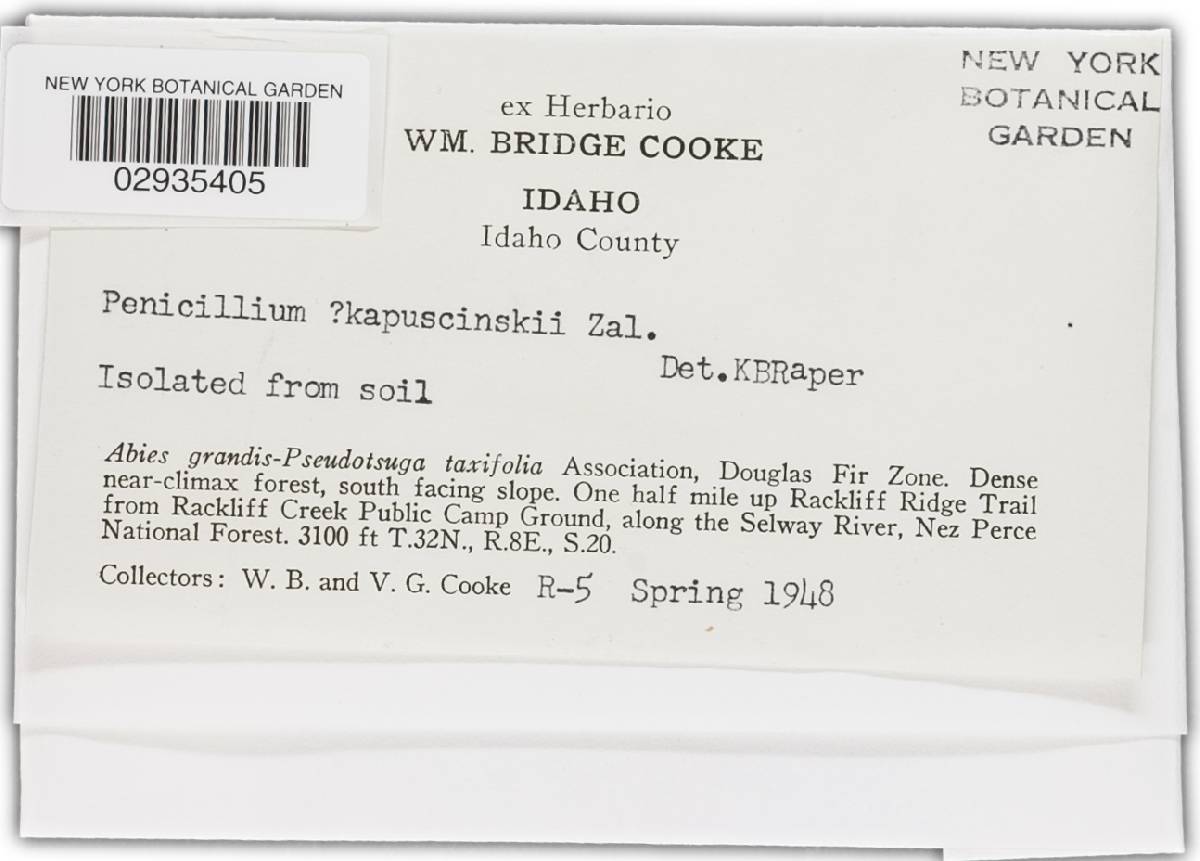 NEW YORK BOTANICAL GARDEN
02935405
NEW YORK
BOTANICAL
GARDEN
ex Herbario
WM. BRIDGE COOKE
IDAHO
Idaho County
Penicillium ?kapuscinskii Zal.
Det.KBRaper
Isolated from soil
Abies grandis-Pseudotsuga taxifolia Association, Douglas Fir Zone. Dense
near-climax forest, south facing slope. One half mile up Rackliff Ridge Trail
from Rackliff Creek Public Camp Ground, along the Selway River, Nez Perce
National Forest. 3100 ft T.32N., R.8E., S.20.
Collectors: W. B. and V. G. Cooke R-5 Spring 1948